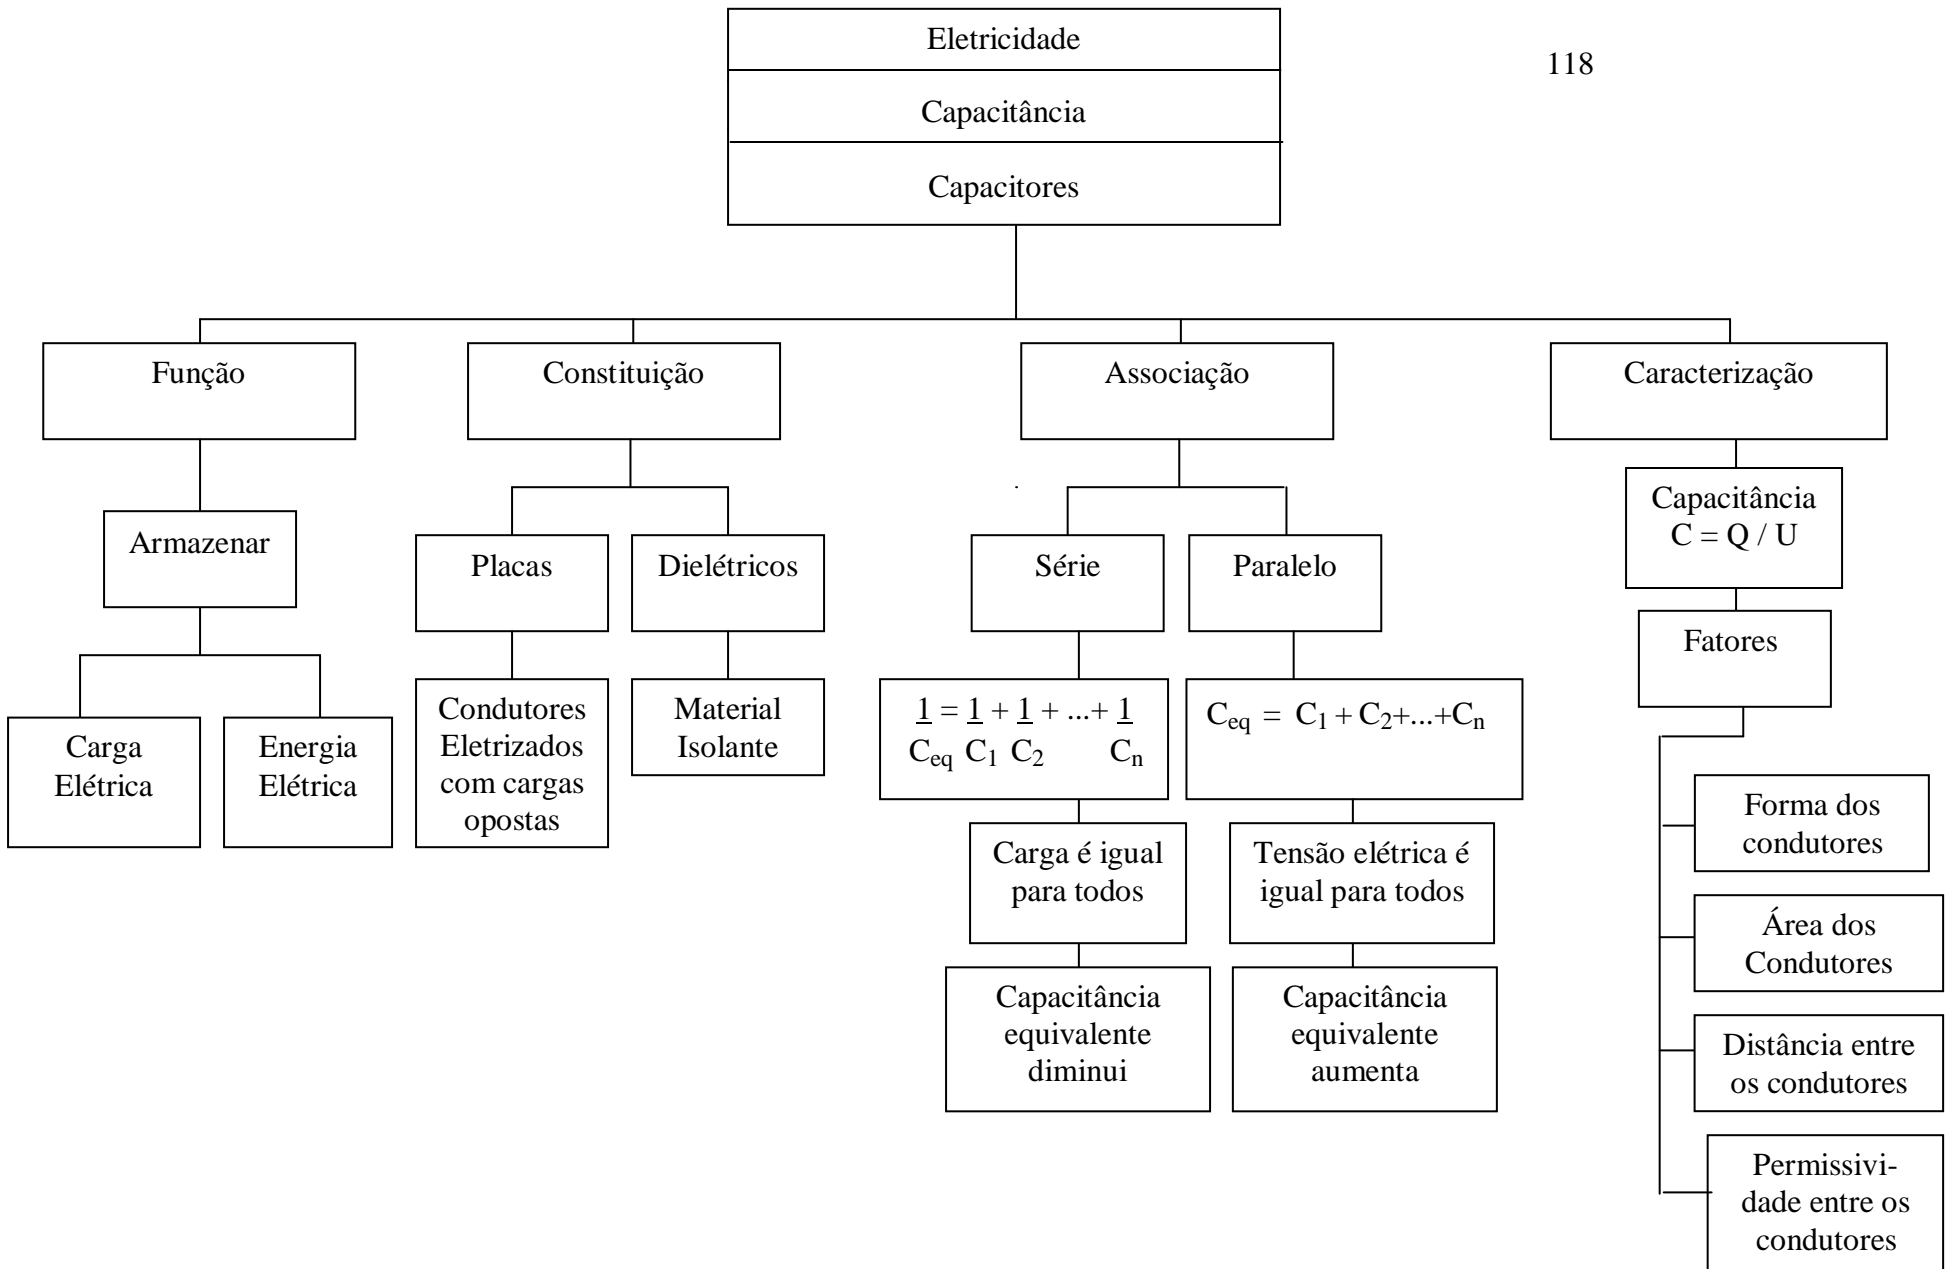 Eletricidade
118
Capacitância
Capacitores
Função
Constituição
Associação
Caracterização
Armazenar
Placas
Dielétricos
Série
Paralelo
Capacitância
C = Q / U
Fatores
Carga
Elétrica
Energia
Elétrica
Condutores
Eletrizados
com cargas
opostas
Material
Isolante
1 = 1 + 1 + ...+ 1
Ceq C1 C2 Cn
Ceq = C1 + C2+...+Cn
Carga é igual
para todos
Tensão elétrica é
igual para todos
Capacitância
equivalente
diminui
Capacitância
equivalente
aumenta
Forma dos
condutores
Área dos
Condutores
Distância entre
os condutores
Permissivi-
dade entre os
condutores